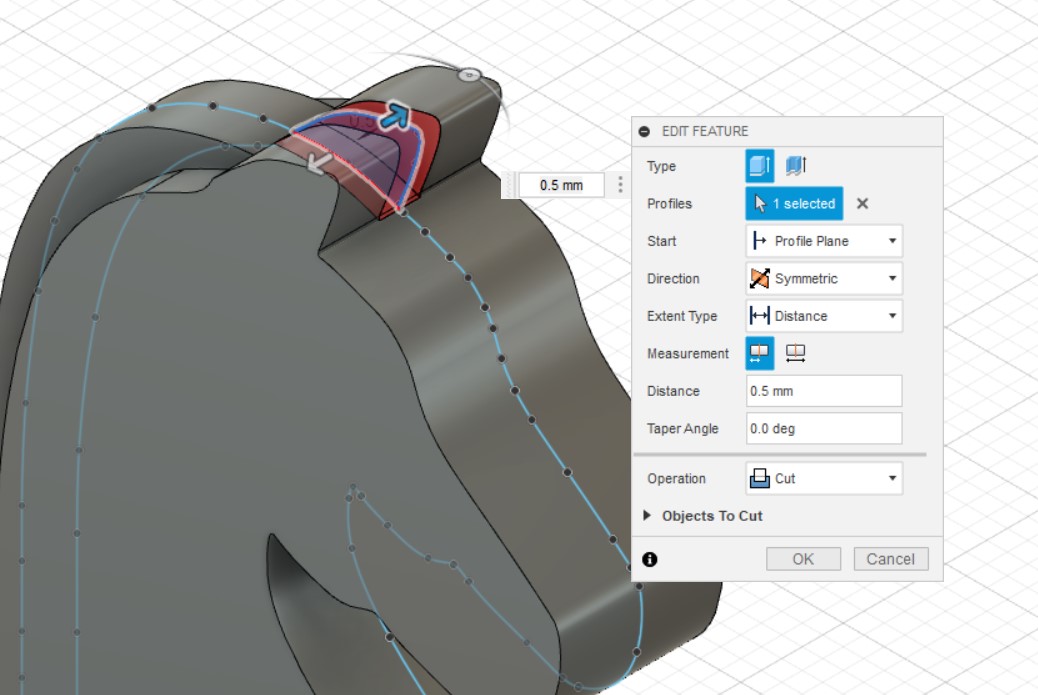 EDIT FEATURE
Type
Profiles 1 selected
Start Profile Plane
Direction Symmetric
Extent Type Distance
Measurement
Distance 0.5 mm
Taper Angle 0.0 deg
Operation Cut
Objects To Cut
OK Cancel
0.5 mm